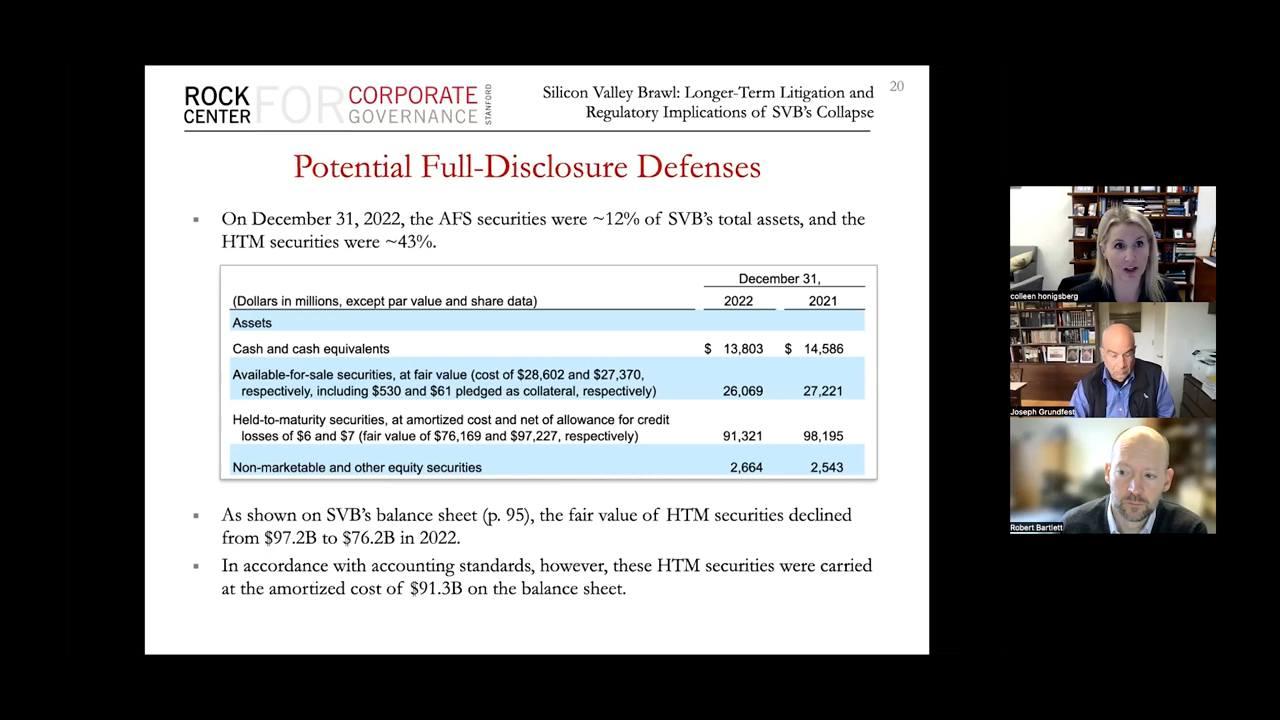 ROCK
CENTER
FOR
CORPORATE
GOVERNANCE
STANFORD
Silicon Valley Brawl: Longer-Term Litigation and
Regulatory Implications of SVB's Collapse
20
Potential Full-Disclosure Defenses
▪ On December 31, 2022, the AFS securities were ~12% of SVB's total assets, and the
HTM securities were ~43%.
December 31,
(Dollars in millions, except par value and share data) 2022 2021
Assets
Cash and cash equivalents $ 13,803 $ 14,586
Available-for-sale securities, at fair value (cost of $28,602 and $27,370,
respectively, including $530 and $61 pledged as collateral, respectively) 26,069 27,221
Held-to-maturity securities, at amortized cost and net of allowance for credit
losses of $6 and $7 (fair value of $76,169 and $97,227, respectively) 91,321 98,195
Non-marketable and other equity securities 2,664 2,543
▪ As shown on SVB's balance sheet (p. 95), the fair value of HTM securities declined
from $97.2B to $76.2B in 2022.
▪ In accordance with accounting standards, however, these HTM securities were carried
at the amortized cost of $91.3B on the balance sheet.
colleen honigsberg
Joseph Grundfest
Robert Bartlett